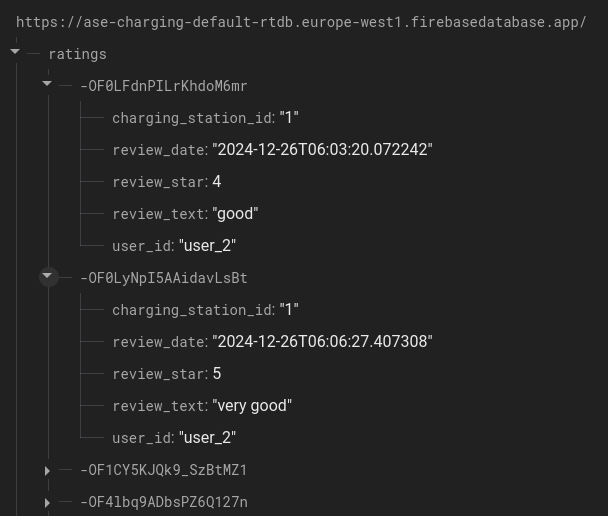 https://ase-charging-default-rtdb.europe-west1.firebasedatabase.app/
ratings
-OF0LFdnPILrKhdoM6mr
charging_station_id: "1"
review_date: "2024-12-26T06:03:20.072242"
review_star: 4
review_text: "good"
user_id: "user_2"
-OF0LyNpI5AAidavLsBt
charging_station_id: "1"
review_date: "2024-12-26T06:06:27.407308"
review_star: 5
review_text: "very good"
user_id: "user_2"
-OF1CY5KJQk9_SzBtMZ1
-OF4lbq9ADbsPZ6Q127n